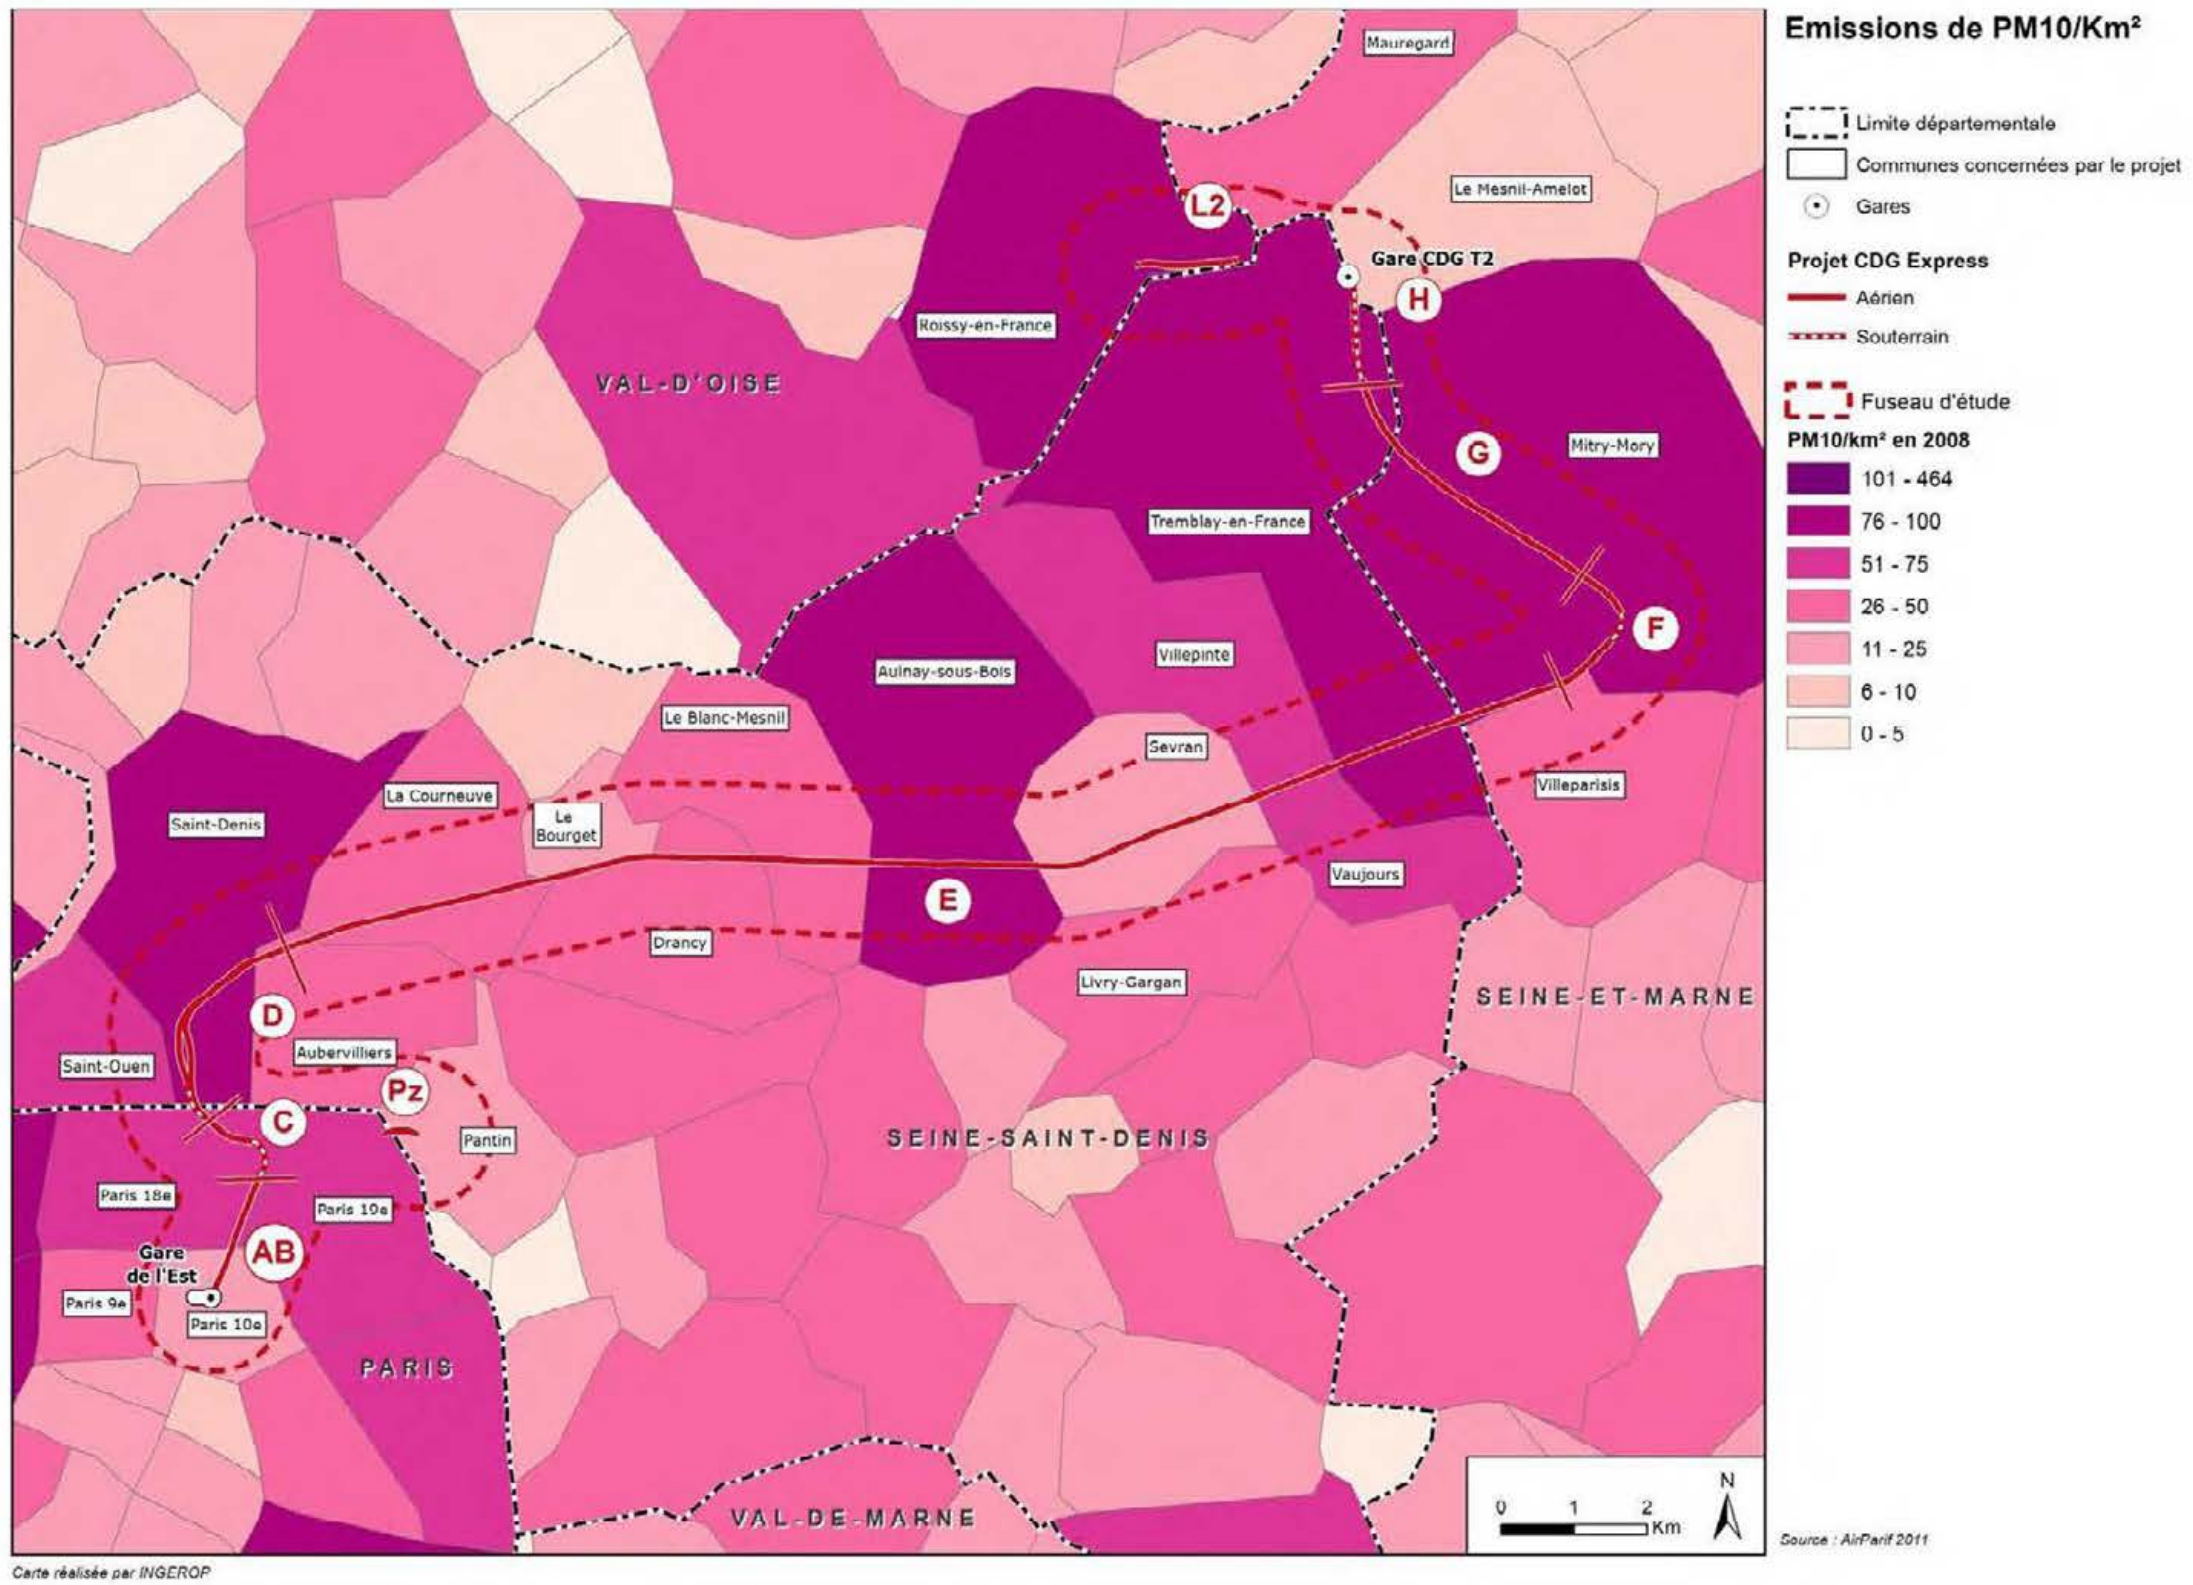 Emissions de PM10/Km²
Limite départementale
Communes concernées par le projet
Gares
Projet CDG Express
Aérien
Souterrain
Fuseau d'étude
PM10/km² en 2008
101 - 464
76 - 100
51 - 75
26 - 50
11 - 25
6 - 10
0 - 5
Mauregard
Le Mesnil-Amelot
L2
Gare CDG T2
H
Roissy-en-France
VAL-D'OISE
G
Mitry-Mory
Tremblay-en-France
F
Villepinte
Aulnay-sous-Bois
Le Blanc-Mesnil
Sevran
Villeparisis
La Courneuve
Saint-Denis
Le
Bourget
Vaujours
E
Drancy
Livry-Gargan
SEINE-ET-MARNE
D
Aubervilliers
Saint-Ouen
Pz
C
Pantin
SEINE-SAINT-DENIS
Paris 18e
Paris 19e
Gare
de l'Est
AB
Paris 9e
Paris 10e
PARIS
VAL-DE-MARNE
0 1 2
Km
N
Source : AirParif 2011
Carte réalisée par INGEROP